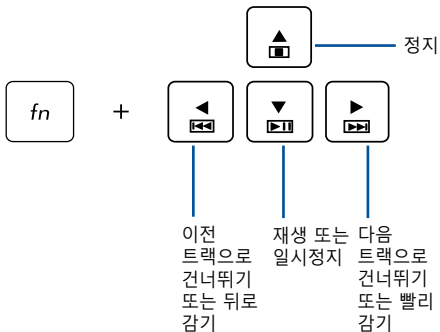 정지
fn
+
이전
트랙으로
건너뛰기
또는 뒤로
감기
재생 또는
일시정지
다음
트랙으로
건너뛰기
또는 빨리
감기